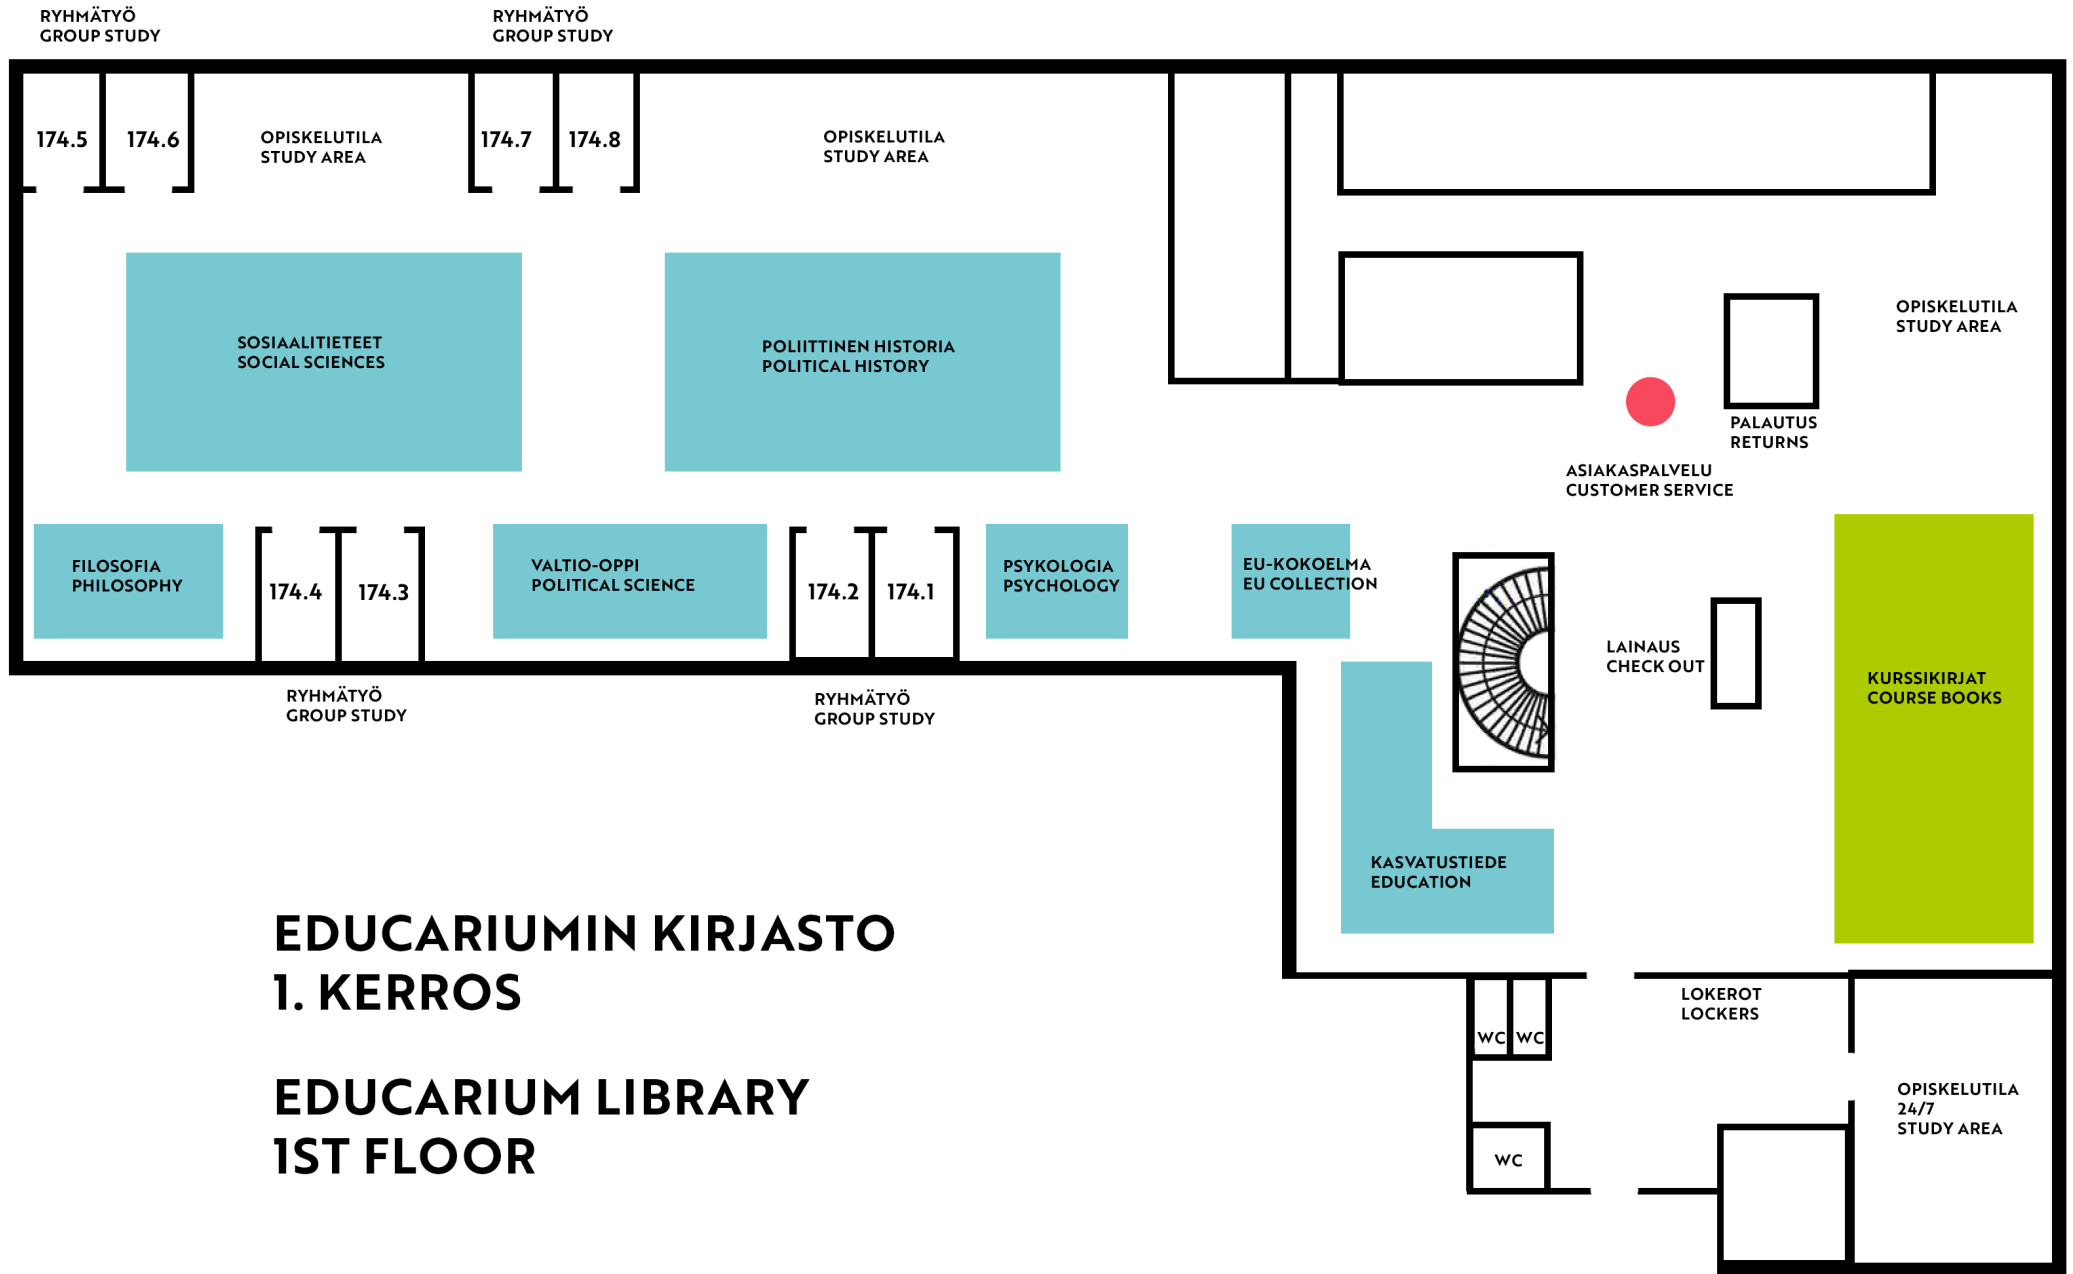 RYHMÄTYÖ
GROUP STUDY
RYHMÄTYÖ
GROUP STUDY
174.5
174.6
OPISKELUTILA
STUDY AREA
174.7
174.8
OPISKELUTILA
STUDY AREA
OPISKELUTILA
STUDY AREA
SOSIAALITIETEET
SOCIAL SCIENCES
POLIITTINEN HISTORIA
POLITICAL HISTORY
PALAUTUS
RETURNS
ASIAKASPALVELU
CUSTOMER SERVICE
FILOSOFIA
PHILOSOPHY
174.4
174.3
VALTIO-OPPI
POLITICAL SCIENCE
174.2
174.1
PSYKOLOGIA
PSYCHOLOGY
EU-KOKOELMA
EU COLLECTION
LAINAUS
CHECK OUT
KURSSIKIRJAT
COURSE BOOKS
RYHMÄTYÖ
GROUP STUDY
RYHMÄTYÖ
GROUP STUDY
KASVATUSTIEDE
EDUCATION
EDUCARIUMIN KIRJASTO
1. KERROS
EDUCARIUM LIBRARY
1ST FLOOR
LOKEROT
LOCKERS
WC
WC
OPISKELUTILA
24/7
STUDY AREA
WC